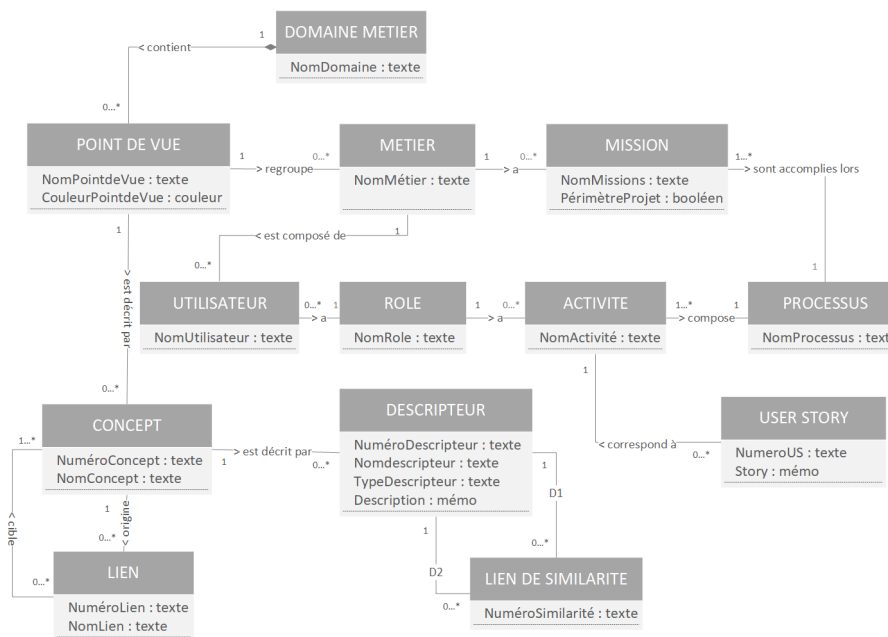 DOMAINE METIER
NomDomaine : texte
1
< contient
0...*
POINT DE VUE
NomPointdeVue : texte
CouleurPointdeVue : couleur
1
> regroupe
0...*
METIER
NomMétier : texte
1
> a
0...*
MISSION
NomMissions : texte
PérimètreProjet : booléen
1...*
> sont accomplies lors
1
1
< est composé de
0...*
1
> est décrit par
0...*
UTILISATEUR
NomUtilisateur : texte
0...*
> a
1
ROLE
NomRole : texte
1
> a
0...*
ACTIVITE
NomActivité : texte
1...*
> compose
1
PROCESSUS
NomProcessus : text
1
< correspond à
0...*
USER STORY
NumeroUS : texte
Story : mémo
CONCEPT
NuméroConcept : texte
NomConcept : texte
1
> est décrit par
0...*
DESCRIPTEUR
NuméroDescripteur : texte
Nomdescripteur : texte
TypeDescripteur : texte
Description : mémo
1...*
< cible
0...*
1
< origine
0...*
LIEN
NuméroLien : texte
NomLien : texte
1
D1
0...*
1
D2
0...*
LIEN DE SIMILARITE
NuméroSimilarité : texte